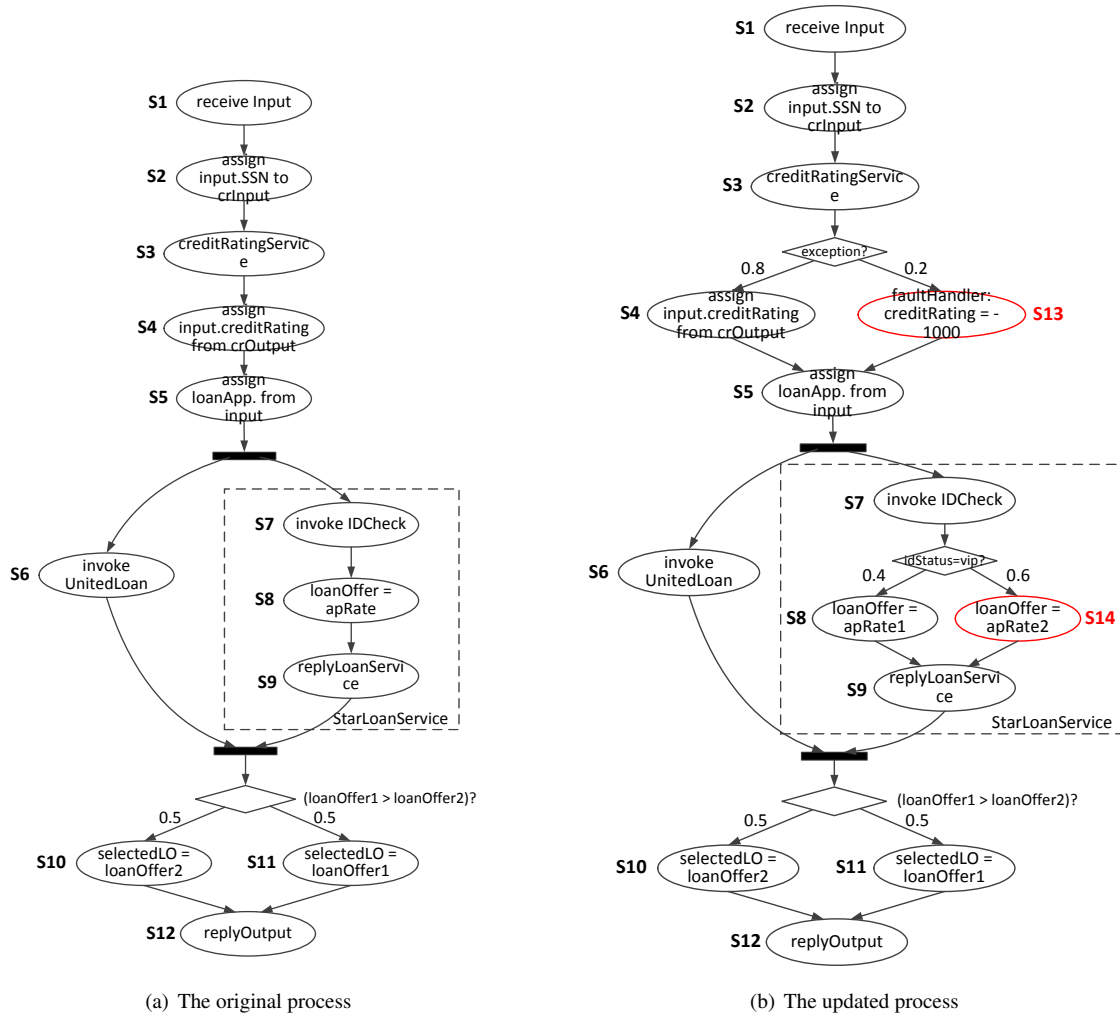 S1
receive Input
S2
assign
input.SSN to
crInput
S3
creditRatingServic
e
S4
assign
input.creditRating
from crOutput
S5
assign
loanApp. from
input
S6
invoke
UnitedLoan
S7
invoke IDCheck
S8
loanOffer =
apRate
S9
replyLoanServ
ice
StarLoanService
(loanOffer1 > loanOffer2)?
0.5
0.5
S10
selectedLO =
loanOffer2
S11
selectedLO =
loanOffer1
S12
replyOutput
(a) The original process
S1
receive Input
S2
assign
input.SSN to
crInput
S3
creditRatingServic
e
exception?
0.8
0.2
S4
assign
input.creditRating
from crOutput
faultHandler:
creditRating = -
1000
S13
S5
assign
loanApp. from
input
S6
invoke
UnitedLoan
S7
invoke IDCheck
idStatus=vip?
0.4
0.6
S8
loanOffer =
apRate1
loanOffer =
apRate2
S14
S9
replyLoanServ
ice
StarLoanService
(loanOffer1 > loanOffer2)?
0.5
0.5
S10
selectedLO =
loanOffer2
S11
selectedLO =
loanOffer1
S12
replyOutput
(b) The updated process